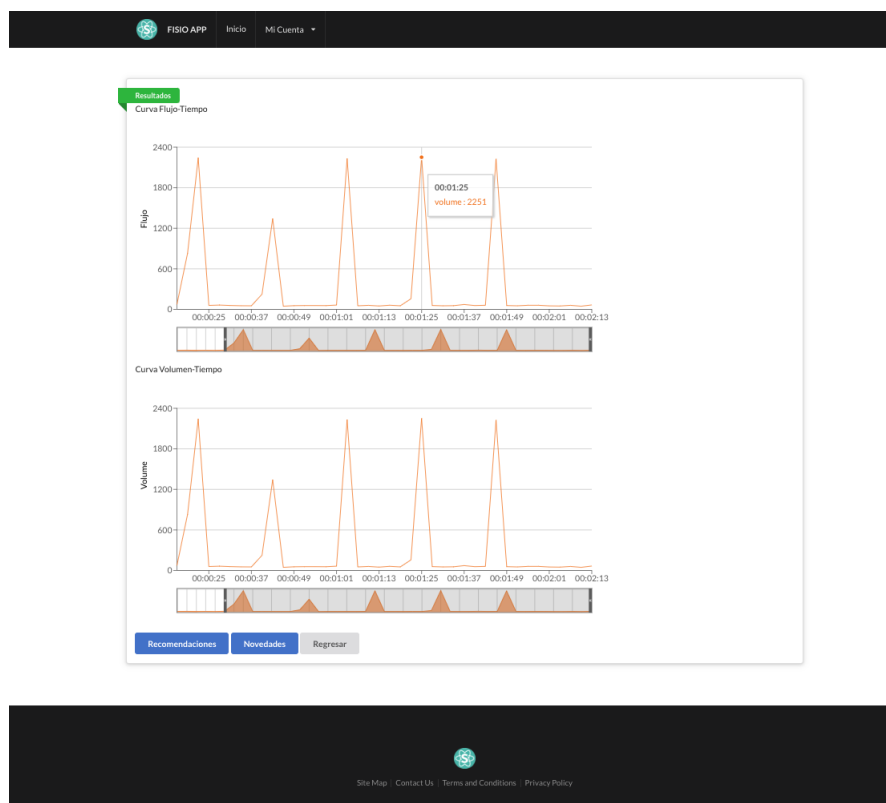 FISIO APP Inicio Mi Cuenta
Resultados
Curva Flujo-Tiempo
2400
1800
1200
600
0
Flujo
00:01:25
volume : 2251
00:00:25 00:00:37 00:00:49 00:01:01 00:01:13 00:01:25 00:01:37 00:01:49 00:02:01 00:02:13
Curva Volumen-Tiempo
2400
1800
1200
600
0
Volume
00:00:25 00:00:37 00:00:49 00:01:01 00:01:13 00:01:25 00:01:37 00:01:49 00:02:01 00:02:13
Recomendaciones Novedades Regresar
Site Map Contact Us Terms and Conditions Privacy Policy